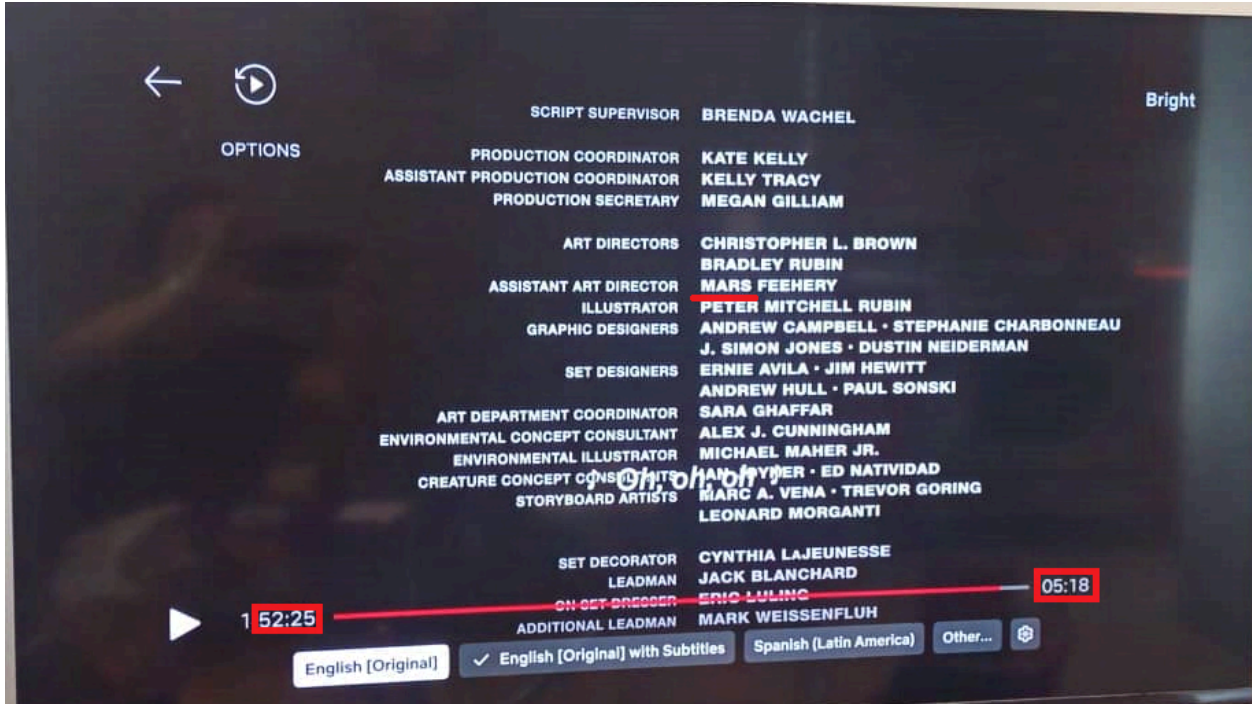 Bright
OPTIONS
SCRIPT SUPERVISOR BRENDA WACHEL
PRODUCTION COORDINATOR KATE KELLY
ASSISTANT PRODUCTION COORDINATOR KELLY TRACY
PRODUCTION SECRETARY MEGAN GILLIAM
ART DIRECTORS CHRISTOPHER L. BROWN
BRADLEY RUBIN
ASSISTANT ART DIRECTOR MARS FEEHERY
ILLUSTRATOR PETER MITCHELL RUBIN
GRAPHIC DESIGNERS ANDREW CAMPBELL · STEPHANIE CHARBONNEAU
J. SIMON JONES · DUSTIN NEIDERMAN
SET DESIGNERS ERNIE AVILA · JIM HEWITT
ANDREW HULL · PAUL SONSKI
ART DEPARTMENT COORDINATOR SARA GHAFFAR
ENVIRONMENTAL CONCEPT CONSULTANT ALEX J. CUNNINGHAM
ENVIRONMENTAL ILLUSTRATOR MICHAEL MAHER JR.
CREATURE CONCEPT CONSULTANTS · ED NATIVIDAD
♪ Oh, oh, oh ♪
STORYBOARD ARTISTS MARC A. VENA · TREVOR GORING
LEONARD MORGANTI
SET DECORATOR CYNTHIA LAJEUNESSE
LEADMAN JACK BLANCHARD
ON SET DRESSER ERIC LULING
05:18
1 52:25
ADDITIONAL LEADMAN MARK WEISSENFLUH
English [Original] ✓ English [Original] with Subtitles Spanish (Latin America) Other...